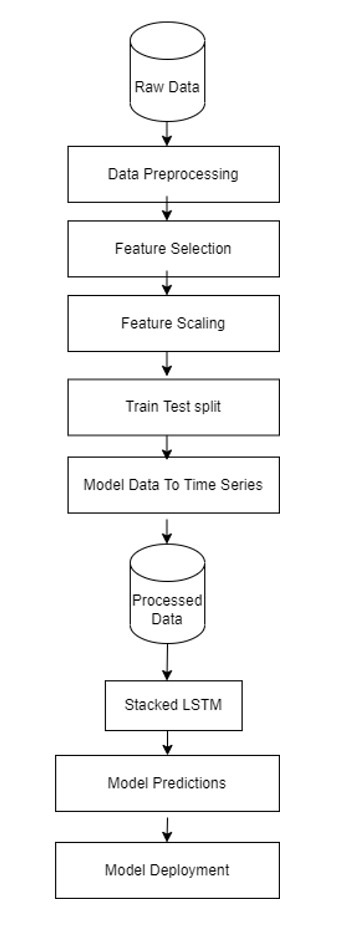 Raw Data
Data Preprocessing
Feature Selection
Feature Scaling
Train Test split
Model Data To Time Series
Processed
Data
Stacked LSTM
Model Predictions
Model Deployment